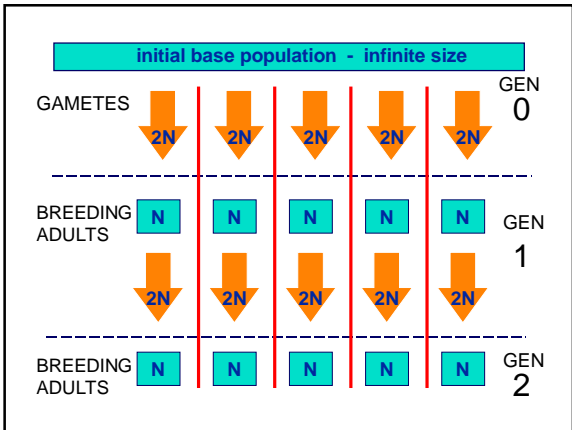 initial base population - infinite size
GEN
0
GAMETES
2N 2N 2N 2N 2N
BREEDING
ADULTS
N N N N N
GEN
1
2N 2N 2N 2N 2N
BREEDING
ADULTS
N N N N N
GEN
2